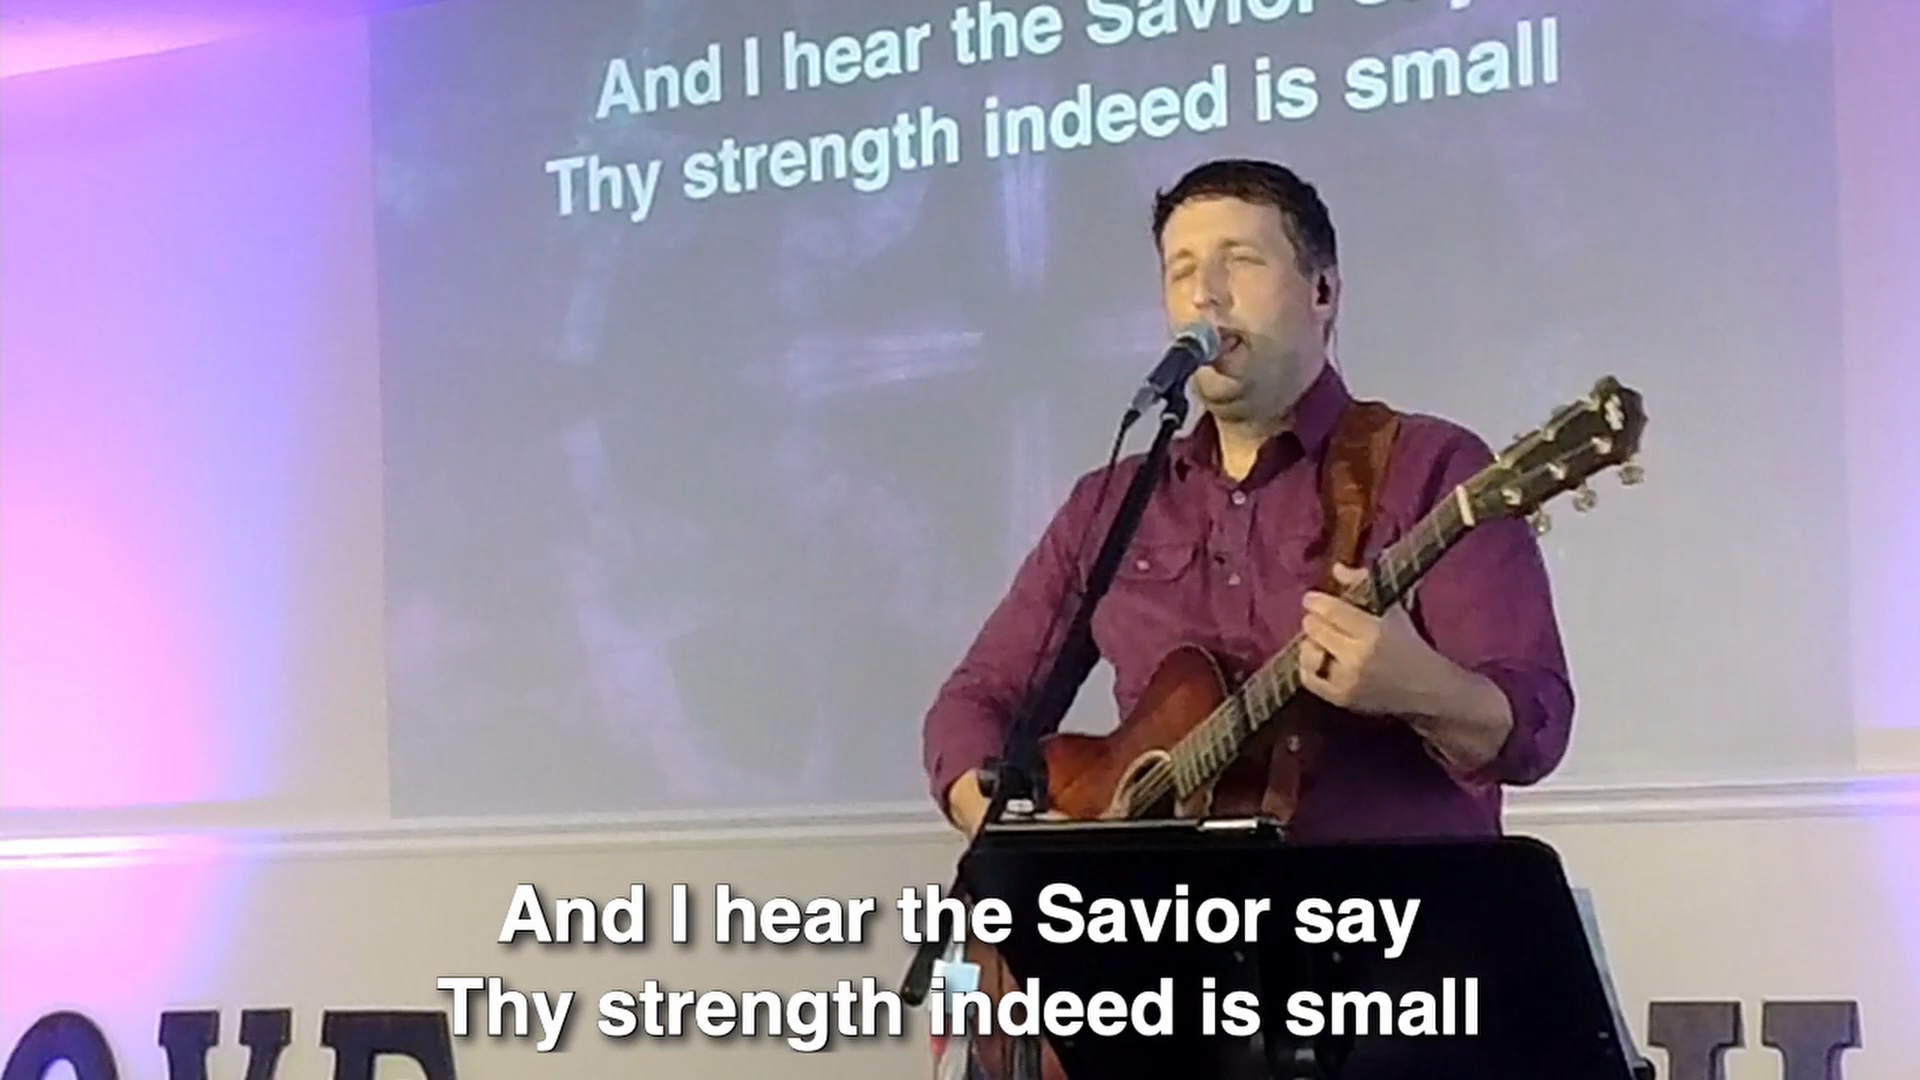 And I hear the Savior say
Thy strength indeed is small
And I hear the Savior say
Thy strength indeed is small